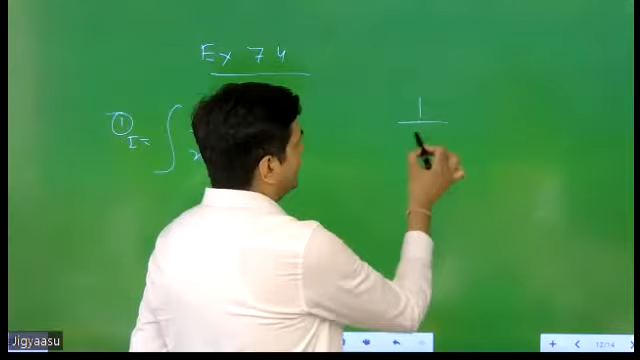 Ex 7 4
① I = ∫
1
Jigyaasu
12/14